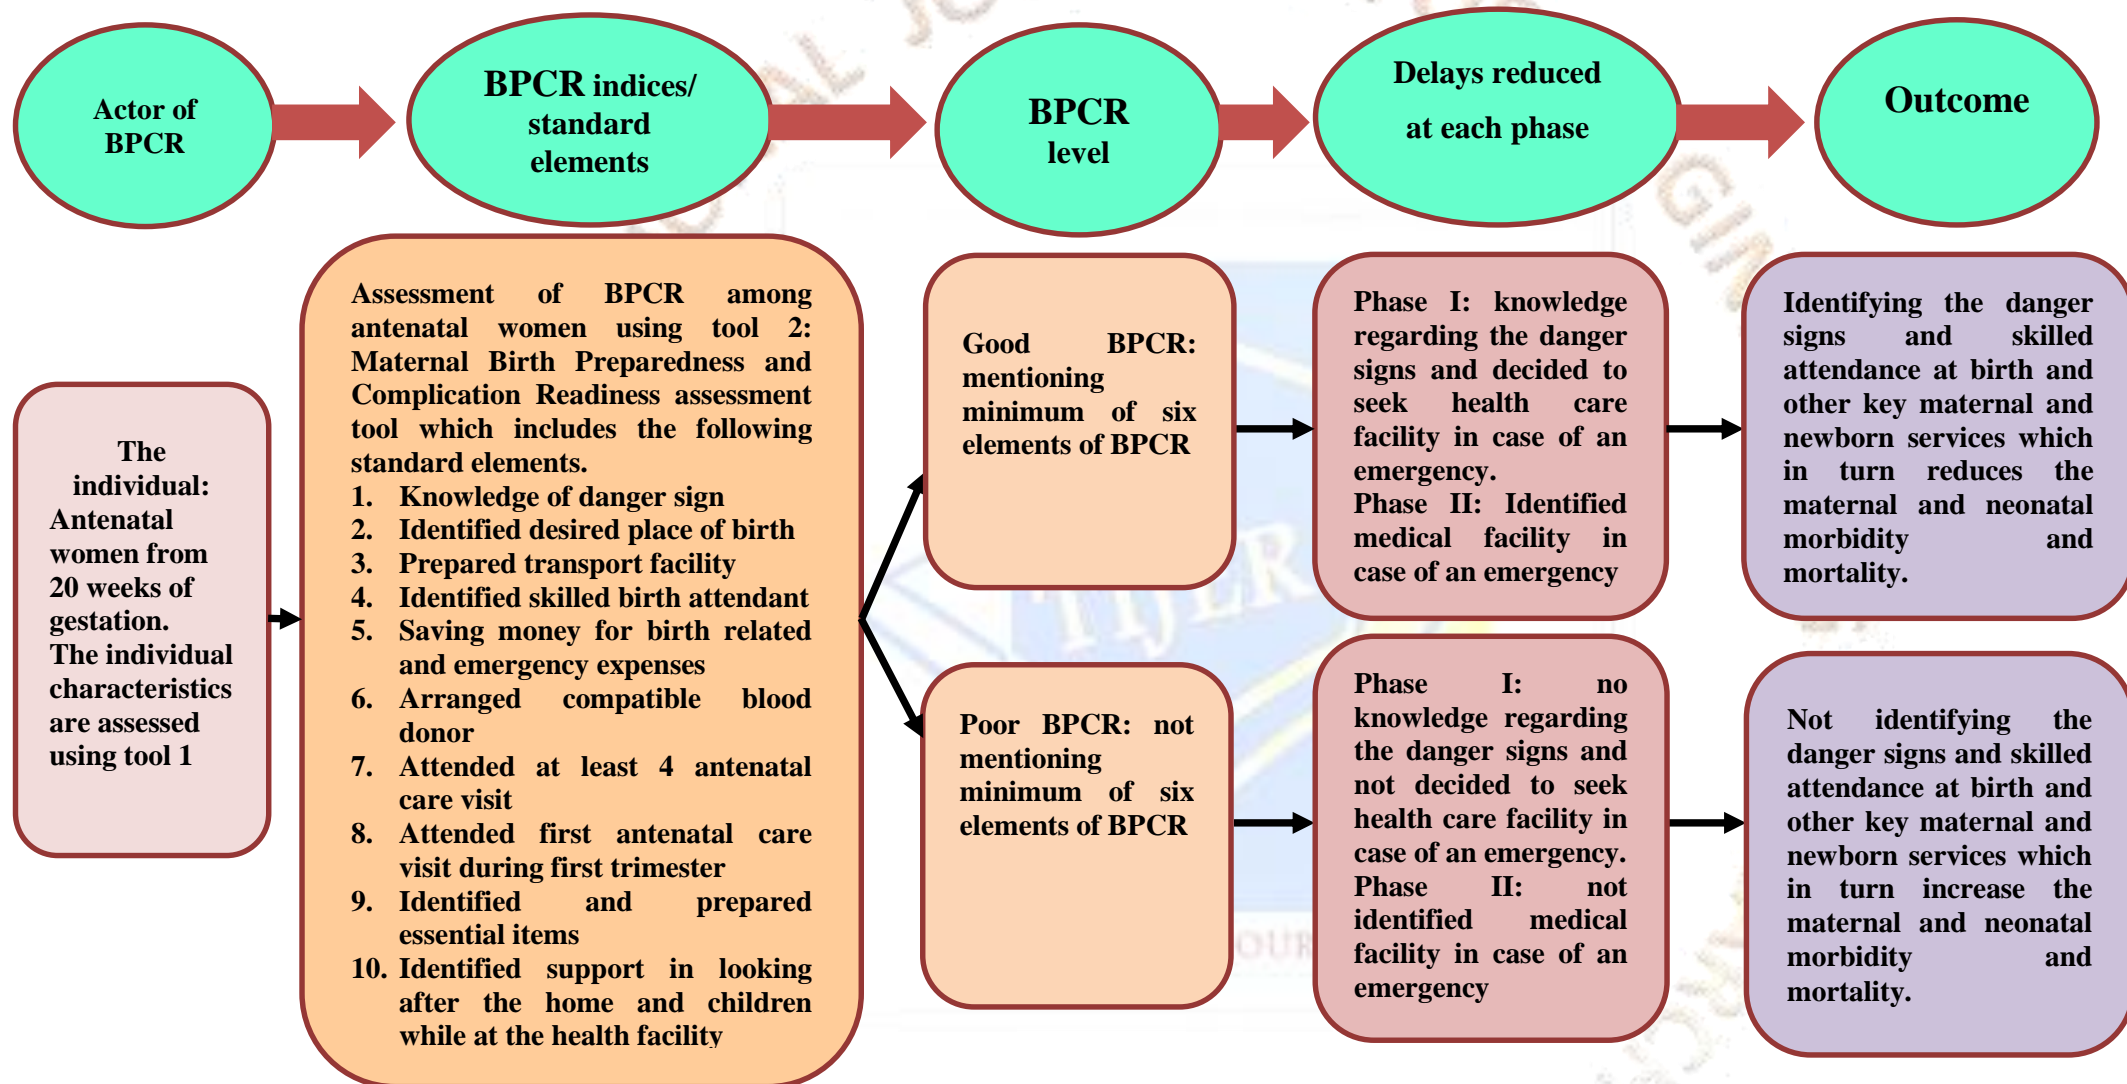 Actor of
BPCR
BPCR indices/
standard
elements
BPCR
level
Delays reduced
at each phase
Outcome
The
individual:
Antenatal
women from
20 weeks of
gestation.
The individual
characteristics
are assessed
using tool 1
Assessment of BPCR among
antenatal women using tool 2:
Maternal Birth Preparedness and
Complication Readiness assessment
tool which includes the following
standard elements.
1. Knowledge of danger sign
2. Identified desired place of birth
3. Prepared transport facility
4. Identified skilled birth attendant
5. Saving money for birth related
and emergency expenses
6. Arranged compatible blood
donor
7. Attended at least 4 antenatal
care visit
8. Attended first antenatal care
visit during first trimester
9. Identified and prepared
essential items
10. Identified support in looking
after the home and children
while at the health facility
Good BPCR:
mentioning
minimum of six
elements of BPCR
Poor BPCR: not
mentioning
minimum of six
elements of BPCR
Phase I: knowledge
regarding the danger
signs and decided to
seek health care
facility in case of an
emergency.
Phase II: Identified
medical facility in
case of an emergency
Phase I: no
knowledge regarding
the danger signs and
not decided to seek
health care facility in
case of an emergency.
Phase II: not
identified medical
facility in case of an
emergency
Identifying the danger
signs and skilled
attendance at birth and
other key maternal and
newborn services which
in turn reduces the
maternal and neonatal
morbidity and
mortality.
Not identifying the
danger signs and skilled
attendance at birth and
other key maternal and
newborn services which
in turn increase the
maternal and neonatal
morbidity and
mortality.
TIJER